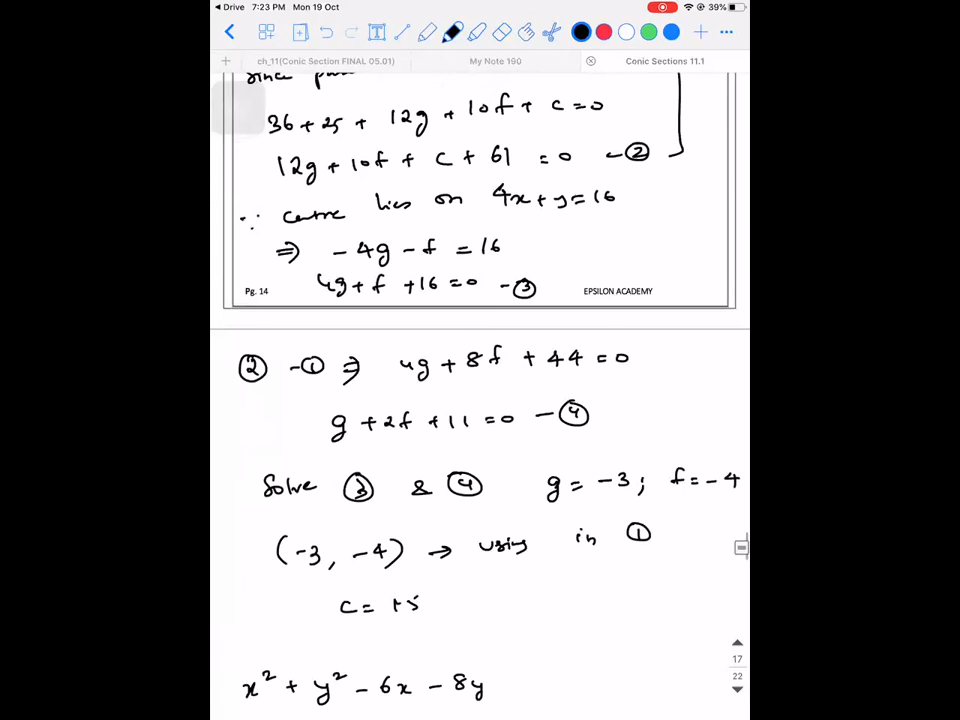 Drive 7:23 PM Mon 19 Oct 39%
ch_11(Conic Section FINAL 05.01) My Note 190 Conic Sections 11.1
Since
36 + 25 + 12g + 10f + c = 0
12g + 10f + c + 61 = 0 - ②
∵ centre lies on 4x + y = 16
⇒ - 4g - f = 16
4g + f + 16 = 0 - ③
Pg. 14 EPSILON ACADEMY
② - ① ⇒ 4g + 8f + 44 = 0
g + 2f + 11 = 0 - ④
Solve ③ & ④ g = -3; f = -4
(-3, -4) → using in ①
c = +5
x² + y² - 6x - 8y
17
22